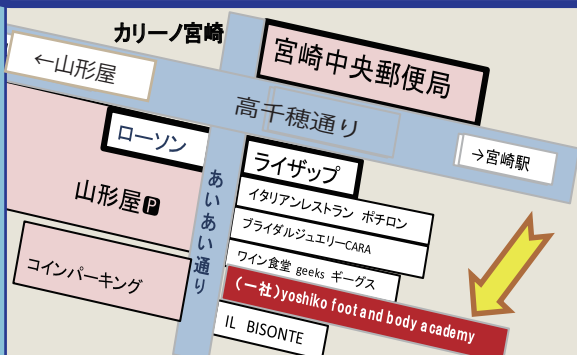 カリーノ宮崎
宮崎中央郵便局
←山形屋
高千穂通り
→宮崎駅
ローソン
ライザップ
山形屋P
あいあい通り
イタリアンレストラン ポチロン
ブライダルジュエリーCARA
ワイン食堂 geeks ギーグス
コインパーキング
(一社)yoshiko foot and body academy
IL BISONTE